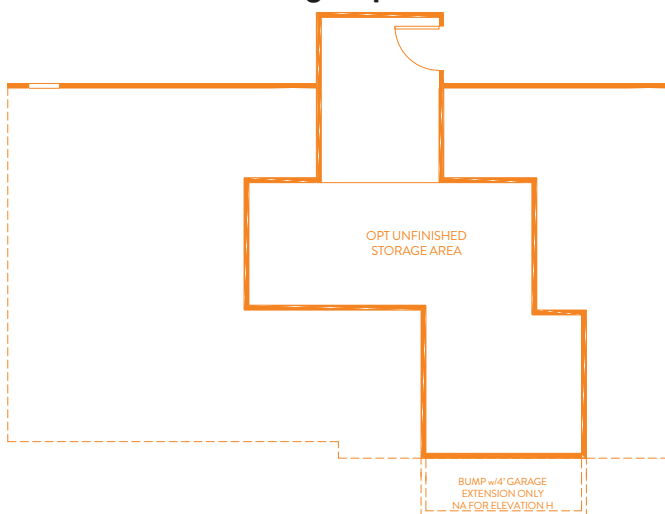 OPT UNFINISHED
STORAGE AREA
BUMP w/4' GARAGE
EXTENSION ONLY
NA FOR ELEVATION H